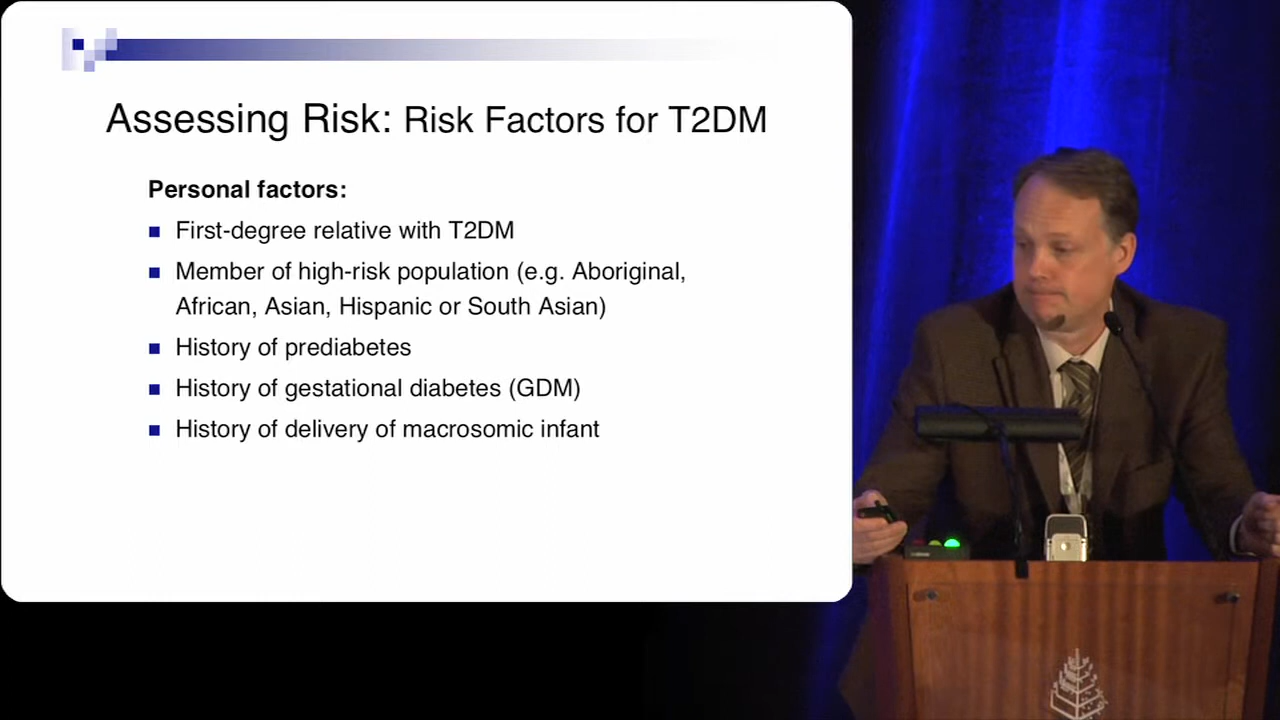 Assessing Risk: Risk Factors for T2DM
Personal factors:
First-degree relative with T2DM
Member of high-risk population (e.g. Aboriginal,
African, Asian, Hispanic or South Asian)
History of prediabetes
History of gestational diabetes (GDM)
History of delivery of macrosomic infant